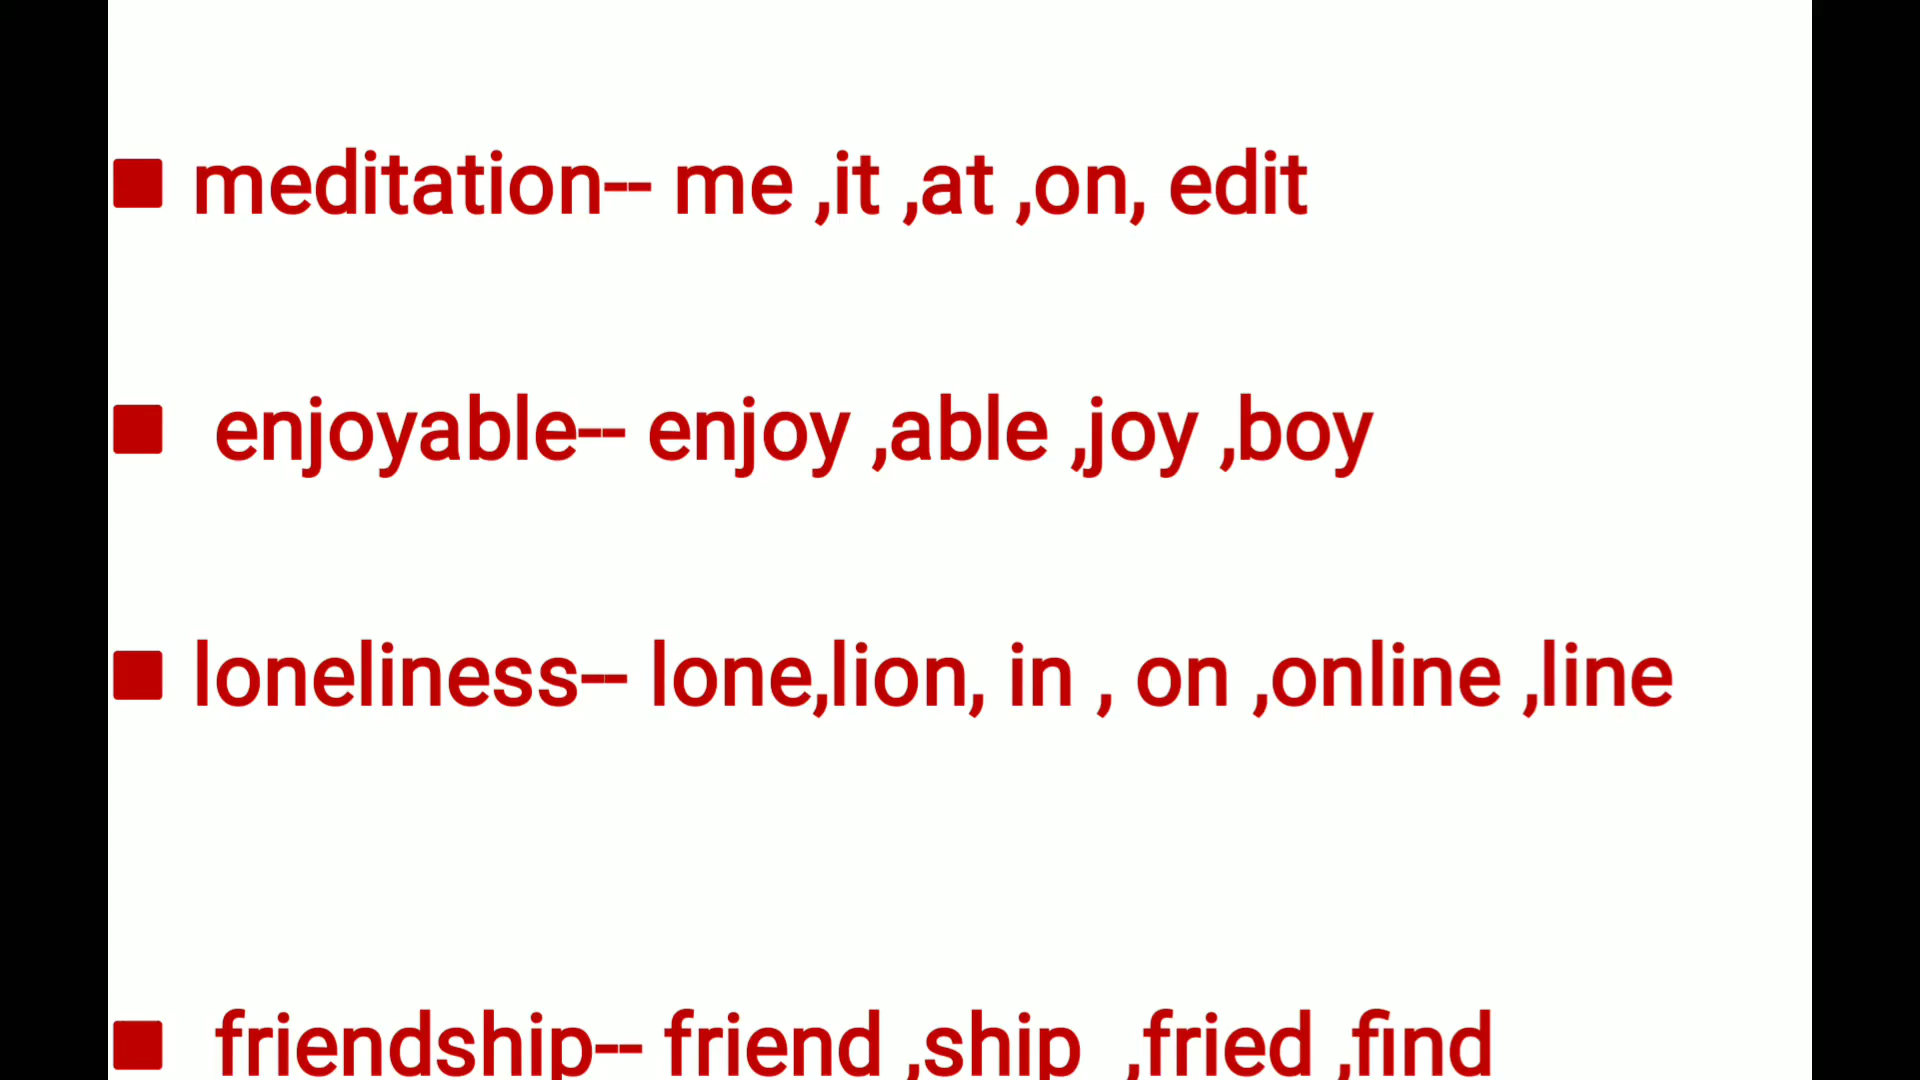 ■ meditation-- me ,it ,at ,on, edit
■ enjoyable-- enjoy ,able ,joy ,boy
■ loneliness-- lone,lion, in , on ,online ,line
■ friendship-- friend ,ship ,fried ,find